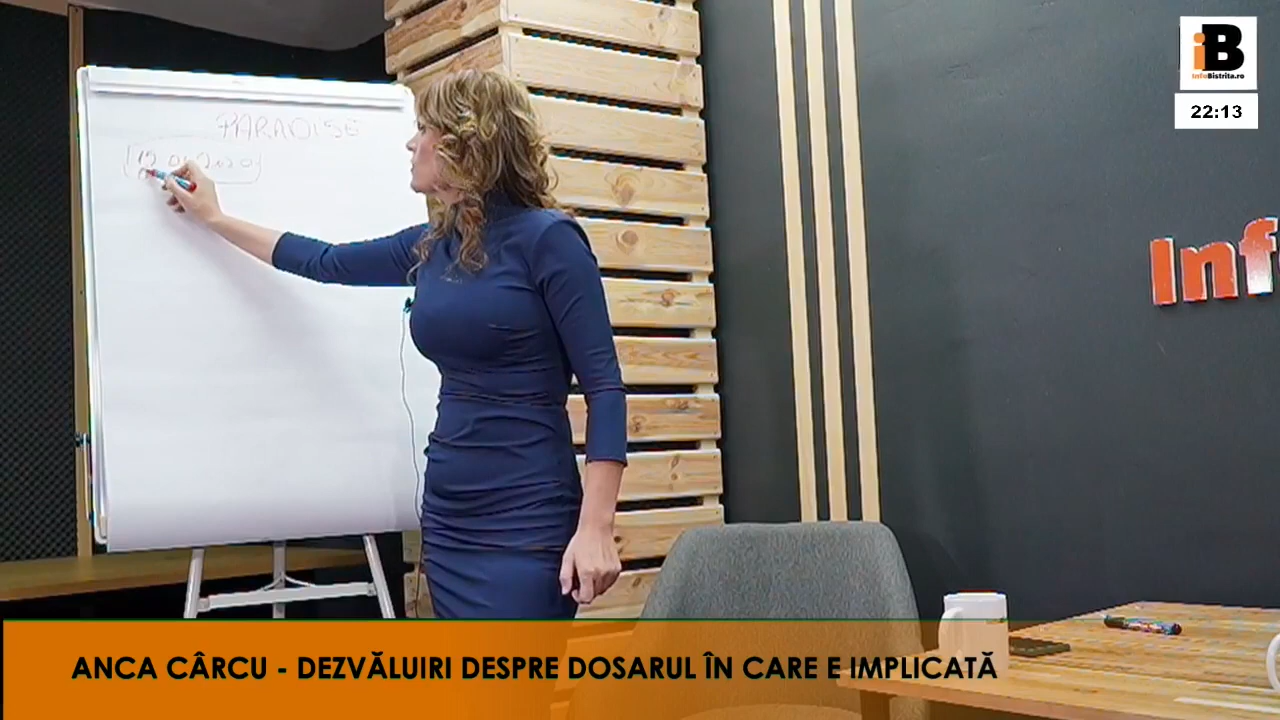 iB
InfoBistrita.ro
22:13
PARADISE
Inf
ANCA CÂRCU - DEZVĂLUIRI DESPRE DOSARUL ÎN CARE E IMPLICATĂ